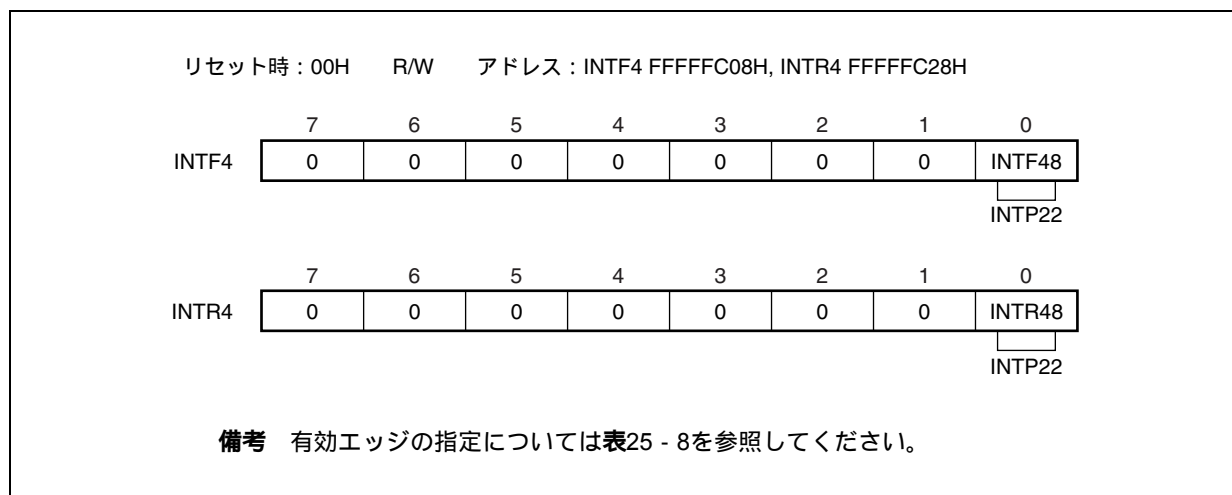 リセット時：00H R/W アドレス：INTF4 FFFFFC08H, INTR4 FFFFFC28H
7 6 5 4 3 2 1 0
INTF4 0 0 0 0 0 0 0 INTF48
INTP22
7 6 5 4 3 2 1 0
INTR4 0 0 0 0 0 0 0 INTR48
INTP22
備考 有効エッジの指定については表25 - 8を参照してください。